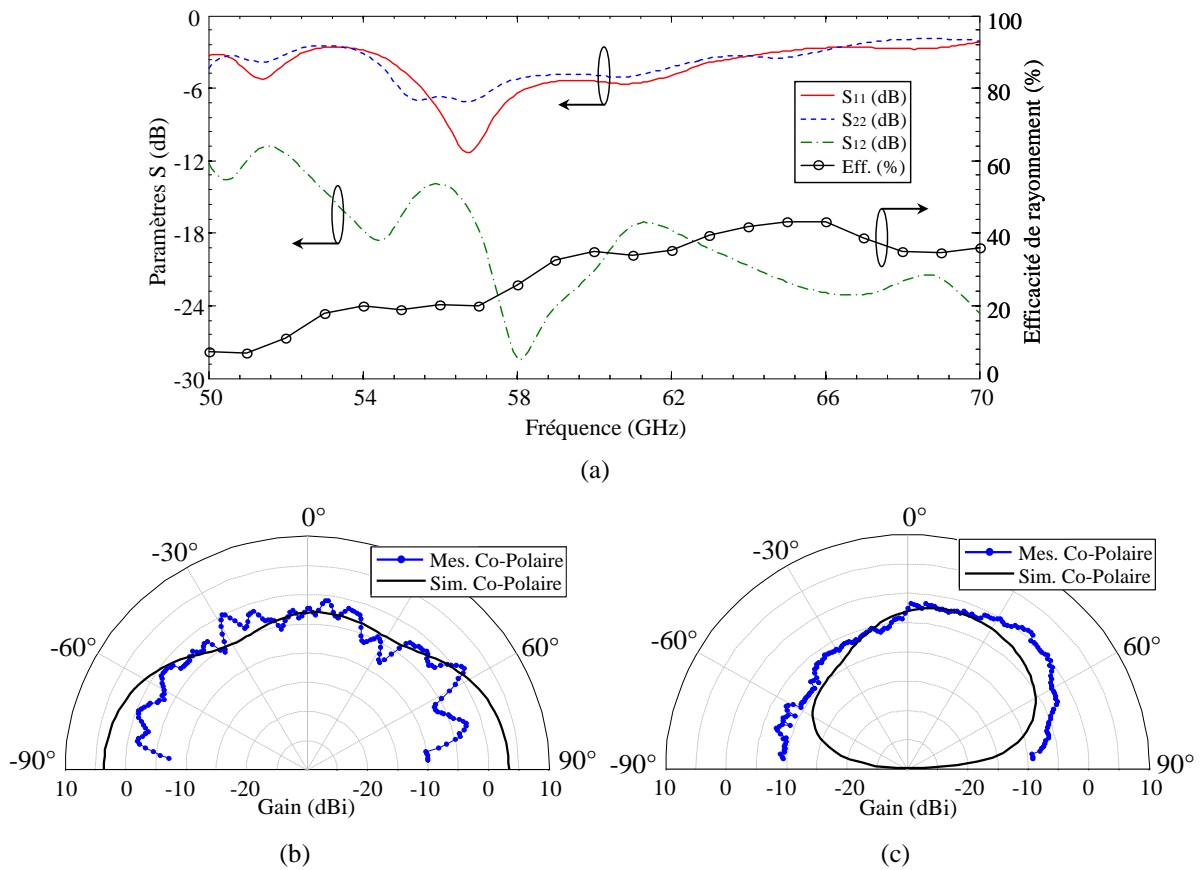 0
100
-6
80
-12
60
-18
40
-24
20
-30
0
50
54
58
62
66
70
Paramètres S (dB)
Efficacité de rayonnement (%)
S11 (dB)
S22 (dB)
S12 (dB)
Eff. (%)
Fréquence (GHz)
(a)
0°
-30°
-60°
60°
-90°
90°
Mes. Co-Polaire
Sim. Co-Polaire
10 0 -10 -20 -20 -10 0 10
Gain (dBi)
(b)
0°
-30°
-60°
60°
-90°
90°
Mes. Co-Polaire
Sim. Co-Polaire
10 0 -10 -20 -20 -10 0 10
Gain (dBi)
(c)